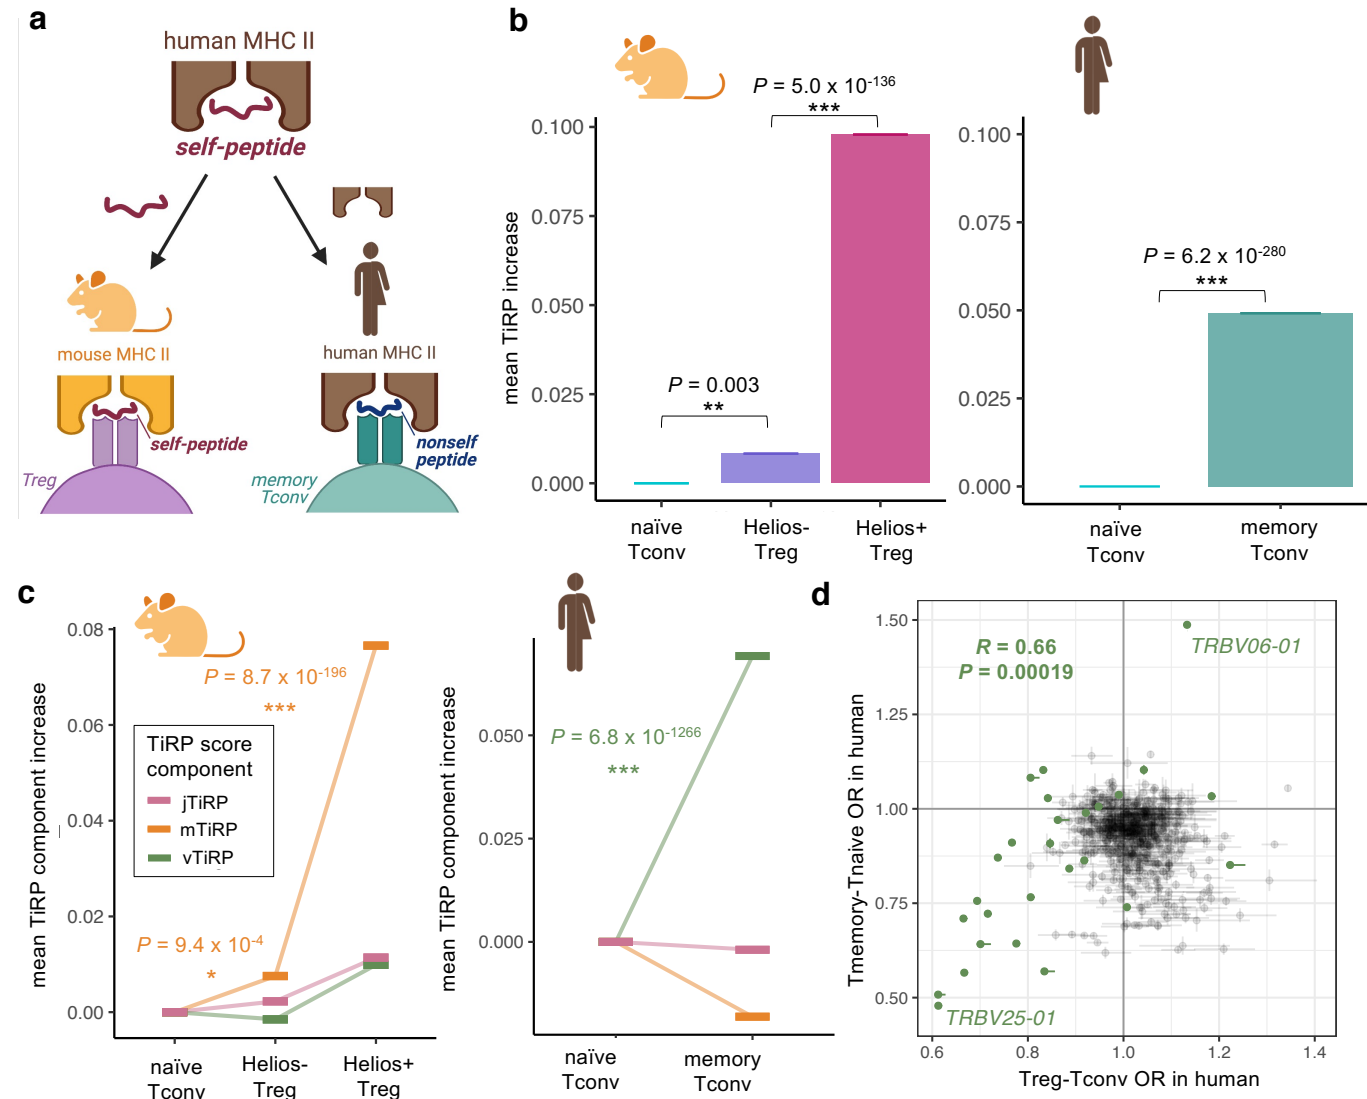 a
human MHC II
self-peptide
mouse MHC II
human MHC II
self-peptide
nonself
peptide
Treg
memory
Tconv
b
P = 5.0 x 10-136
***
P = 0.003
**
mean TiRP increase
0.100
0.075
0.050
0.025
0.000
naïve
Tconv
Helios-
Treg
Helios+
Treg
P = 6.2 x 10-280
***
0.100
0.075
0.050
0.025
0.000
naïve
Tconv
memory
Tconv
c
P = 8.7 x 10-196
***
TiRP score
component
jTiRP
mTiRP
vTiRP
P = 9.4 x 10-4
*
mean TiRP component increase
0.08
0.06
0.04
0.02
0.00
naïve
Tconv
Helios-
Treg
Helios+
Treg
P = 6.8 x 10-1266
***
mean TiRP component increase
0.050
0.025
0.000
naïve
Tconv
memory
Tconv
d
R = 0.66
P = 0.00019
TRBV06-01
TRBV25-01
Tmemory-Tnaive OR in human
1.50
1.25
1.00
0.75
0.50
0.6
0.8
1.0
1.2
1.4
Treg-Tconv OR in human